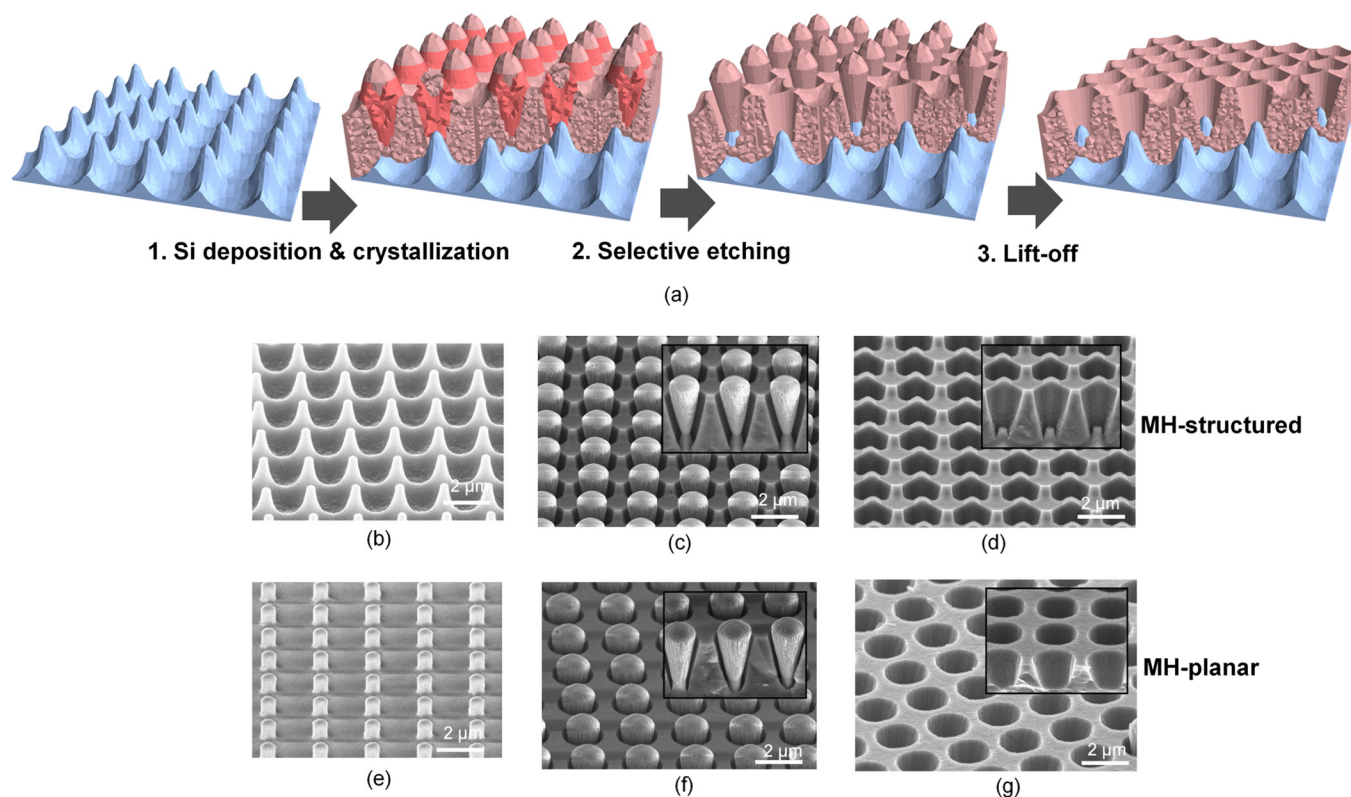 1. Si deposition & crystallization
2. Selective etching
3. Lift-off
(a)
2 µm
2 µm
2 µm
MH-structured
(b)
(c)
(d)
2 µm
2 µm
2 µm
MH-planar
(e)
(f)
(g)